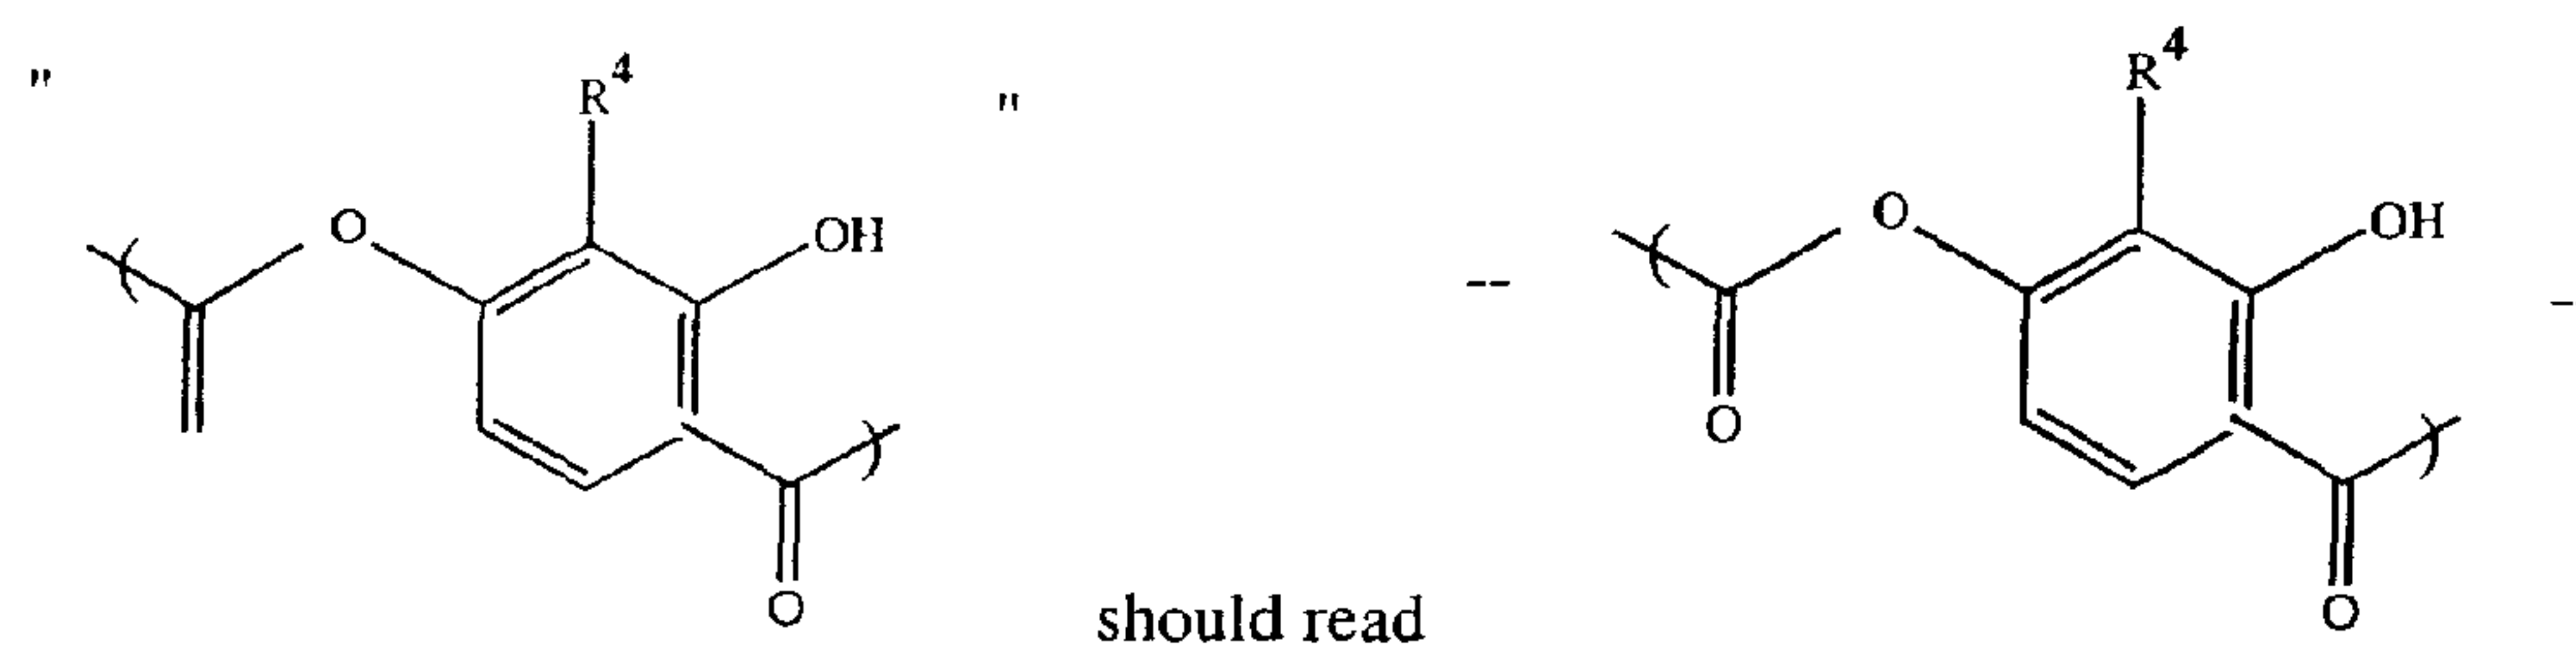 " R⁴ "
O OH
O
-- R⁴ -
O OH
O
O
should read